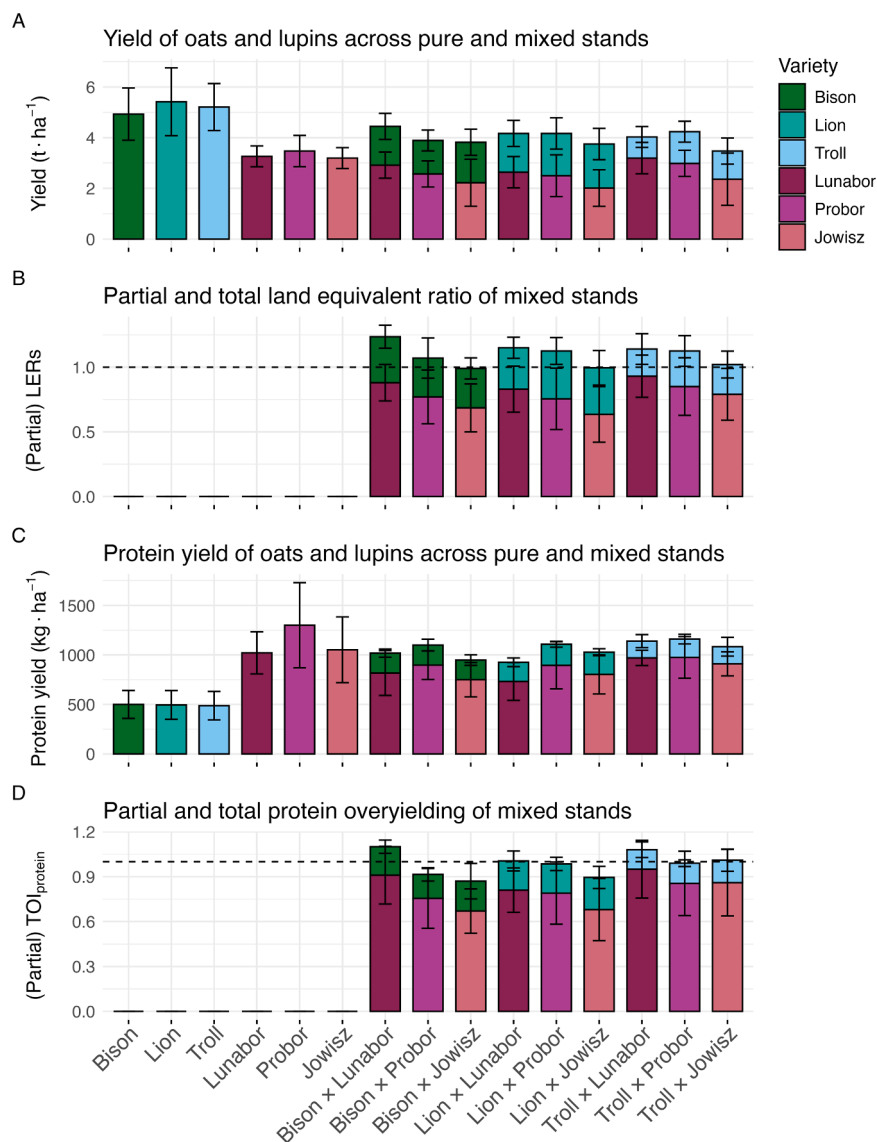 A
Yield of oats and lupins across pure and mixed stands
Yield (t · ha⁻¹)
6
4
2
0
Variety
Bison
Lion
Troll
Lunabor
Probor
Jowisz
B
Partial and total land equivalent ratio of mixed stands
(Partial) LERs
1.0
0.5
0.0
C
Protein yield of oats and lupins across pure and mixed stands
Protein yield (kg · ha⁻¹)
1500
1000
500
0
D
Partial and total protein overyielding of mixed stands
(Partial) TOIprotein
1.2
0.9
0.6
0.3
0.0
Bison
Lion
Troll
Lunabor
Probor
Jowisz
Bison × Lunabor
Bison × Probor
Bison × Jowisz
Lion × Lunabor
Lion × Probor
Lion × Jowisz
Troll × Lunabor
Troll × Probor
Troll × Jowisz